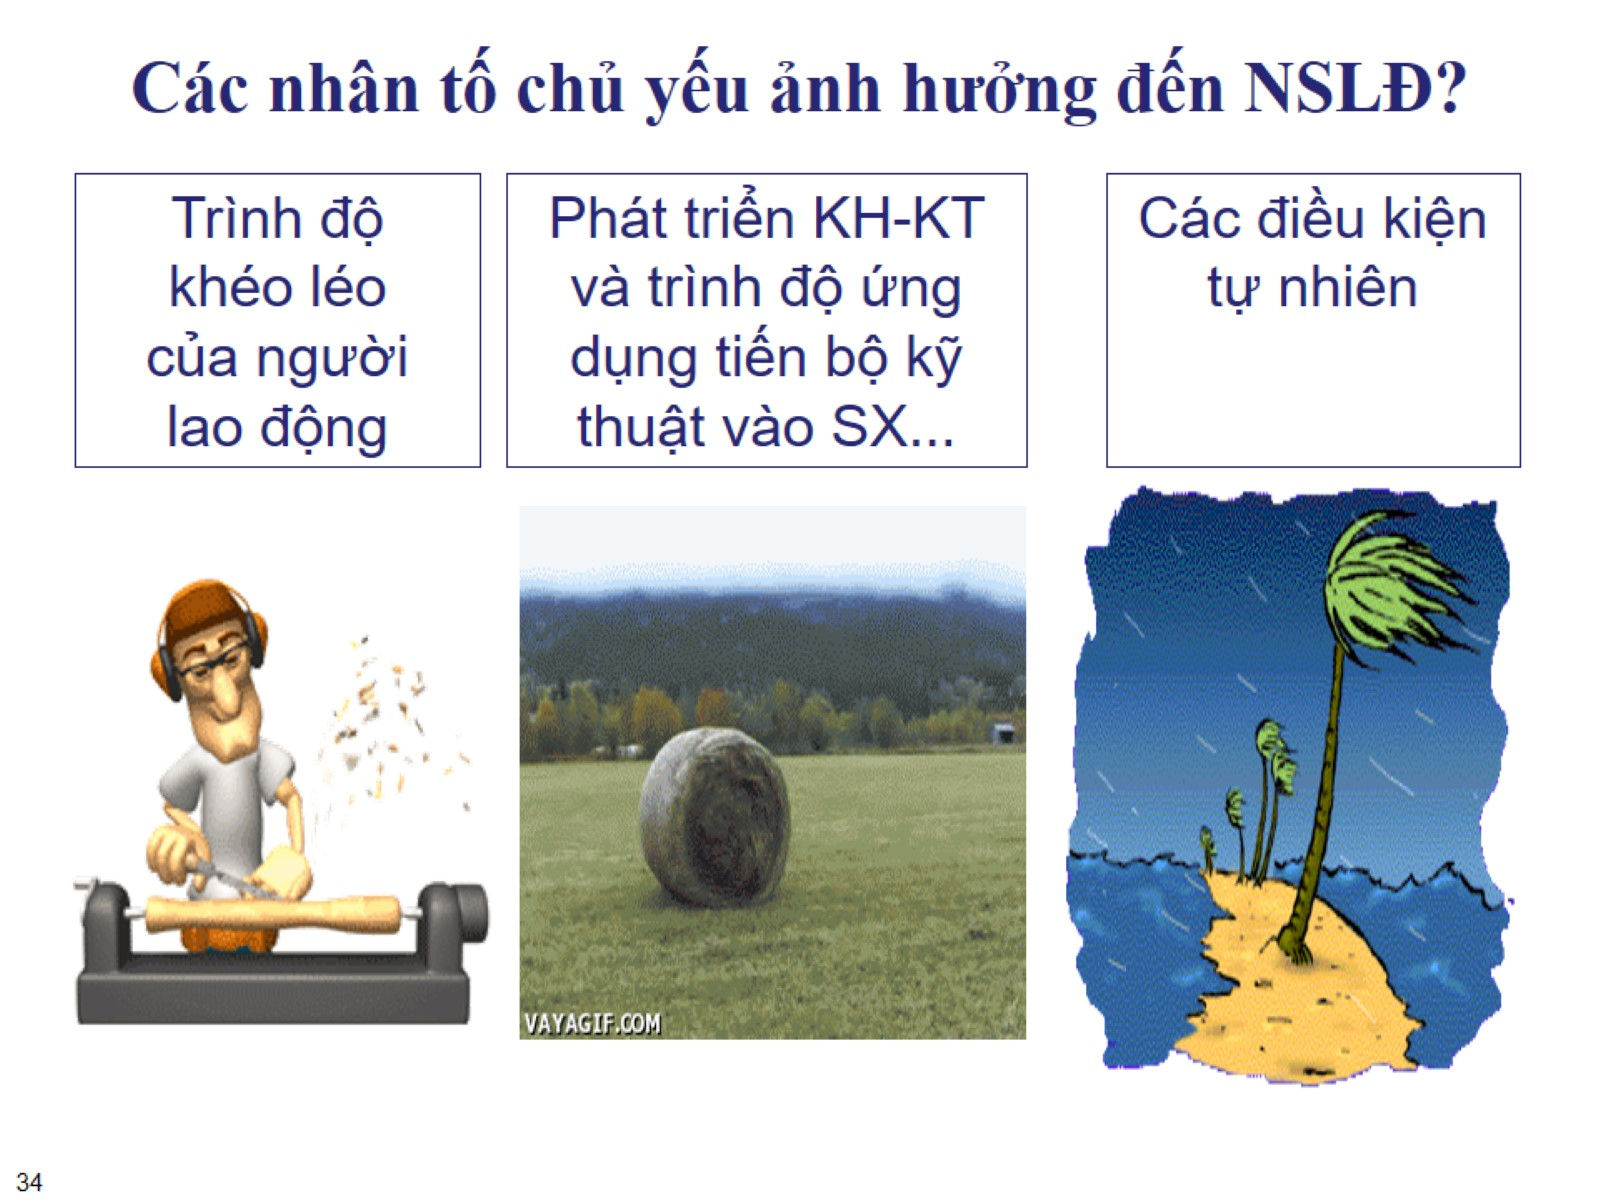 Các nhân tố chủ yếu ảnh hưởng đến NSLĐ?
Trình độ
khéo léo
của người
lao động
Phát triển KH-KT
và trình độ ứng
dụng tiến bộ kỹ
thuật vào SX...
Các điều kiện
tự nhiên
VAYAGIF.COM
34